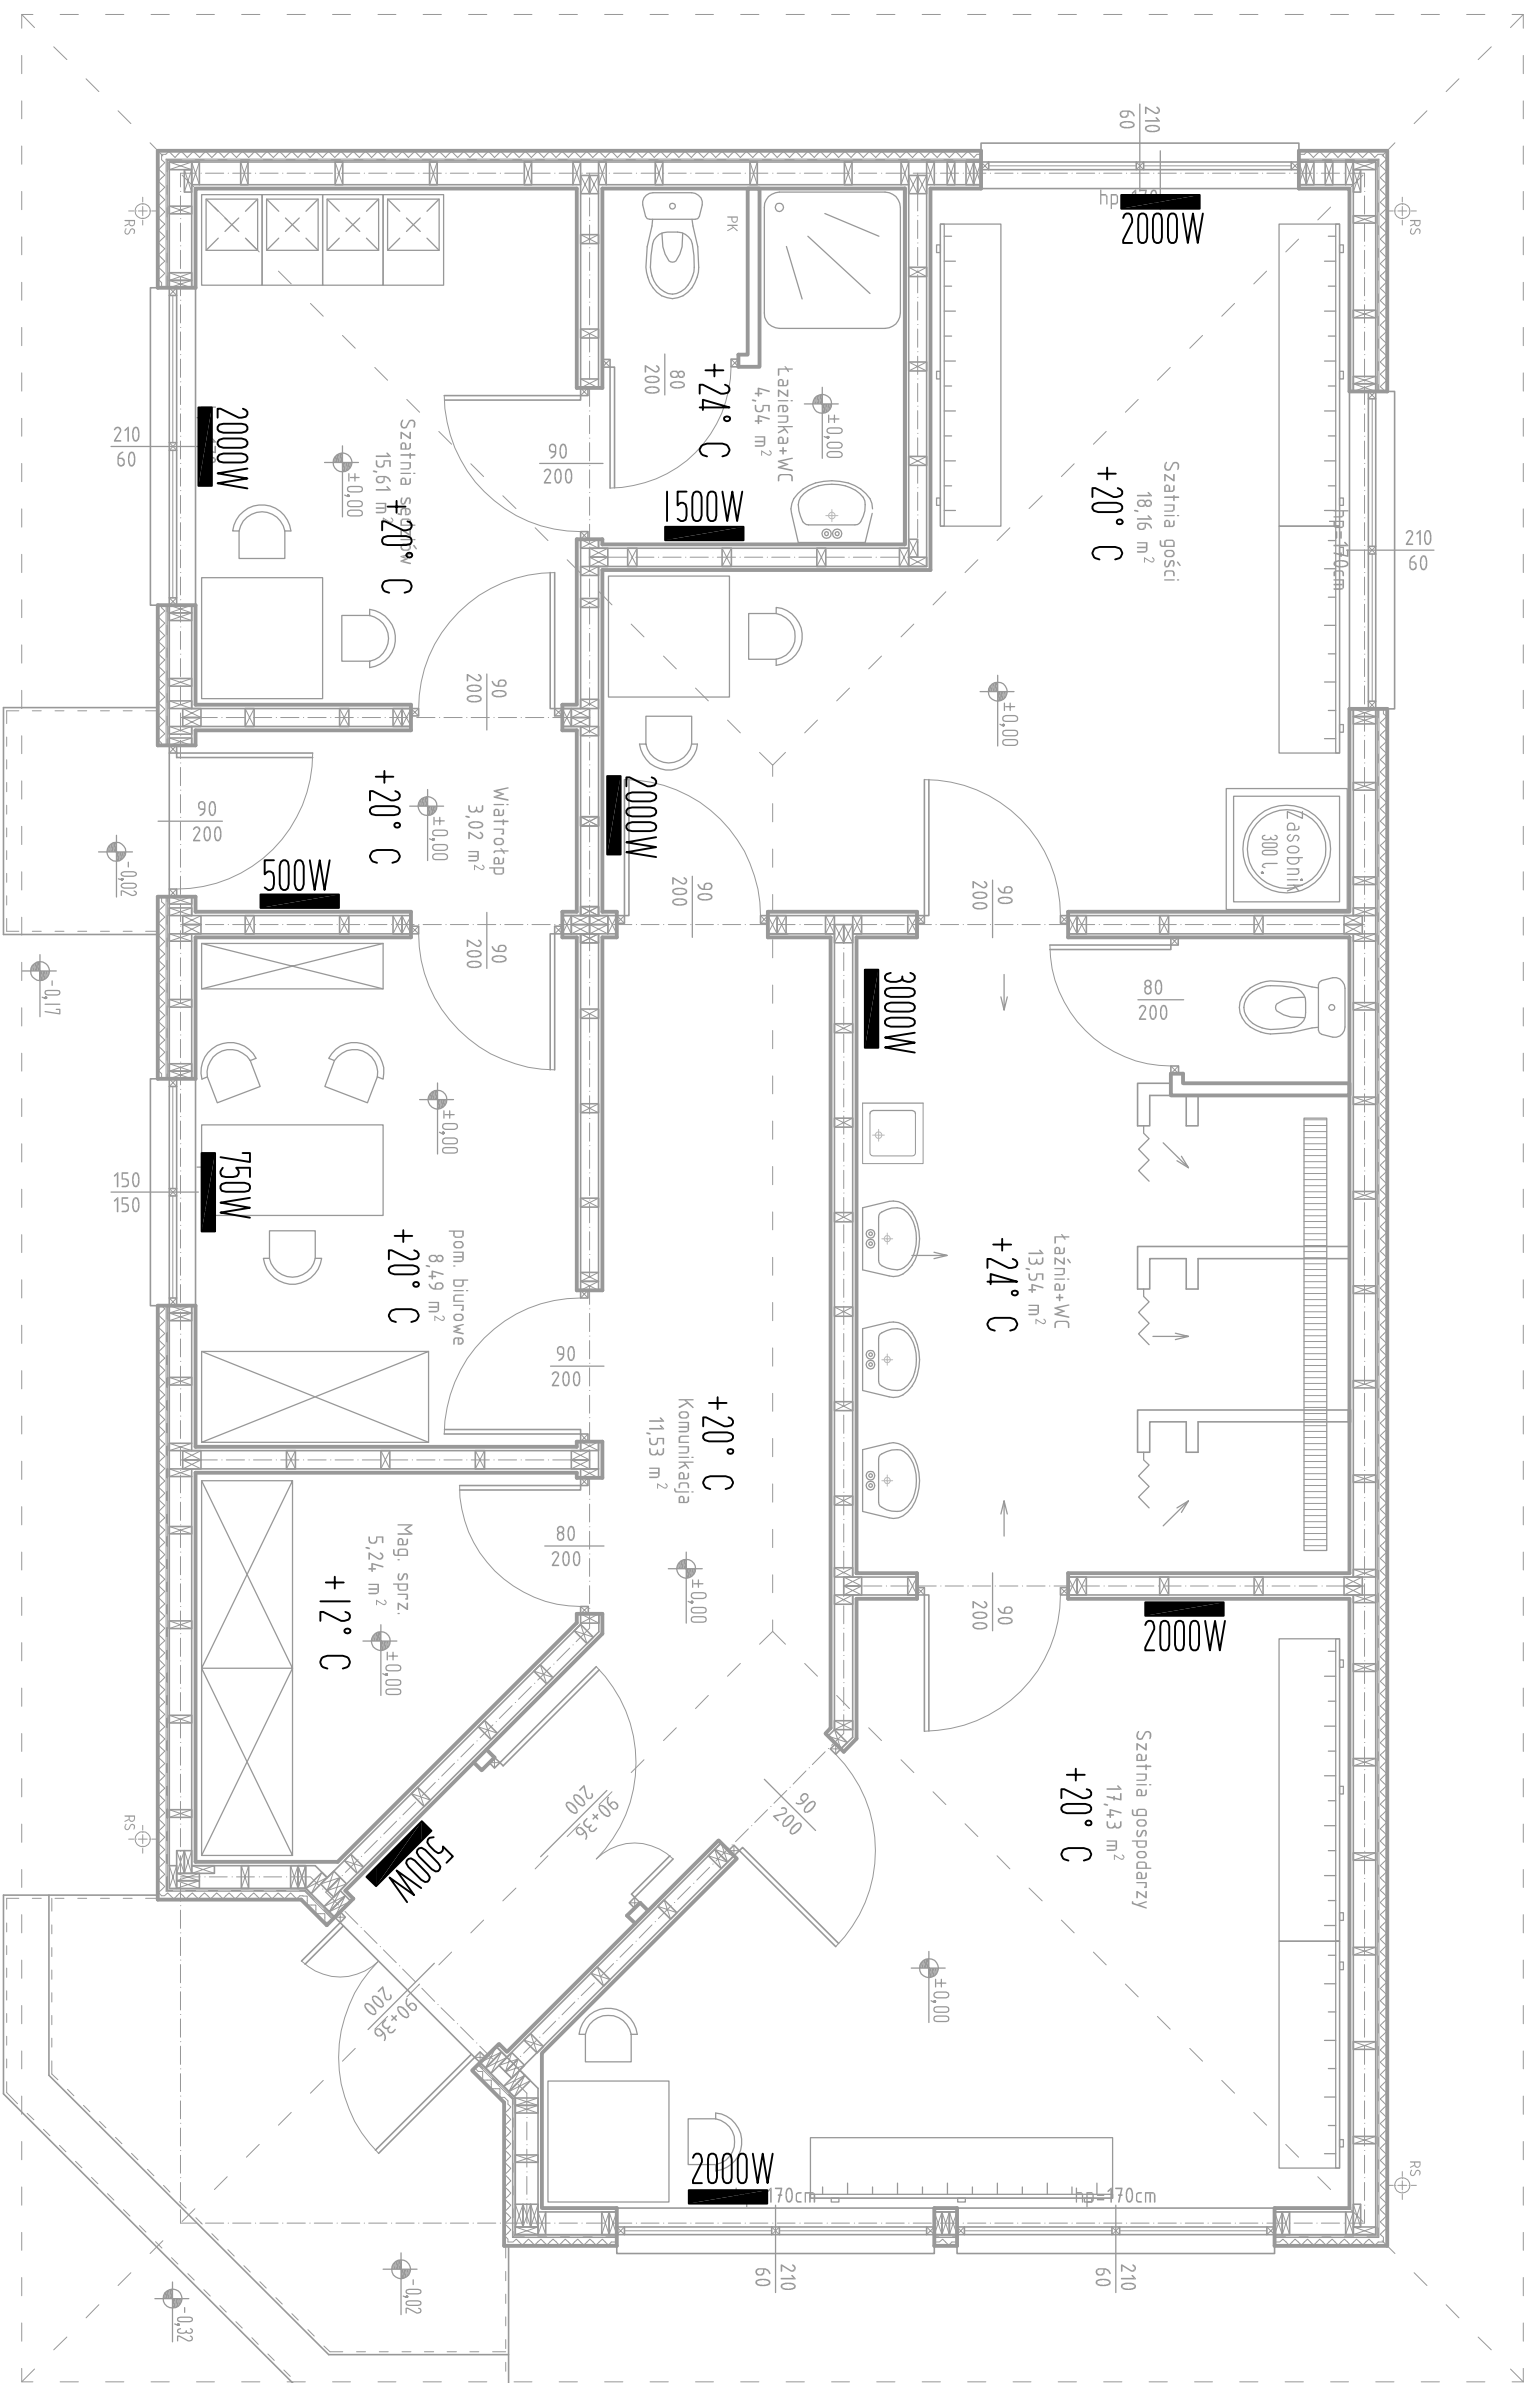 210
60
RS
RS
hp
2000W
PK
80
200
+24° C
Łazienka+WC
4,54 m²
±0,00
2000W
210
60
Szatnia
15,61 m²
±0,00
+20° C
90
200
1500W
+20° C
Szatnia gości
18,16 m²
hp=170cm
210
60
90
200
±0,00
90
200
-0,02
+20° C
Wiatrołap
3,02 m²
±0,00
500W
2000W
Zasobnik
300 l.
90
200
90
200
90
200
-0,17
3000W
80
200
±0,00
750W
150
150
+20° C
pom. biurowe
8,49 m²
+24° C
Łaźnia+WC
13,54 m²
90
200
+20° C
Komunikacja
11,53 m²
80
200
Mag. sprz.
5,24 m²
+12° C
±0,00
±0,00
90
200
2000W
+20° C
Szatnia gospodarzy
17,43 m²
RS
500W
90+36
200
90
200
±0,00
90+36
200
2000W
170cm
hp=170cm
RS
-0,02
-0,32
210
60
210
60